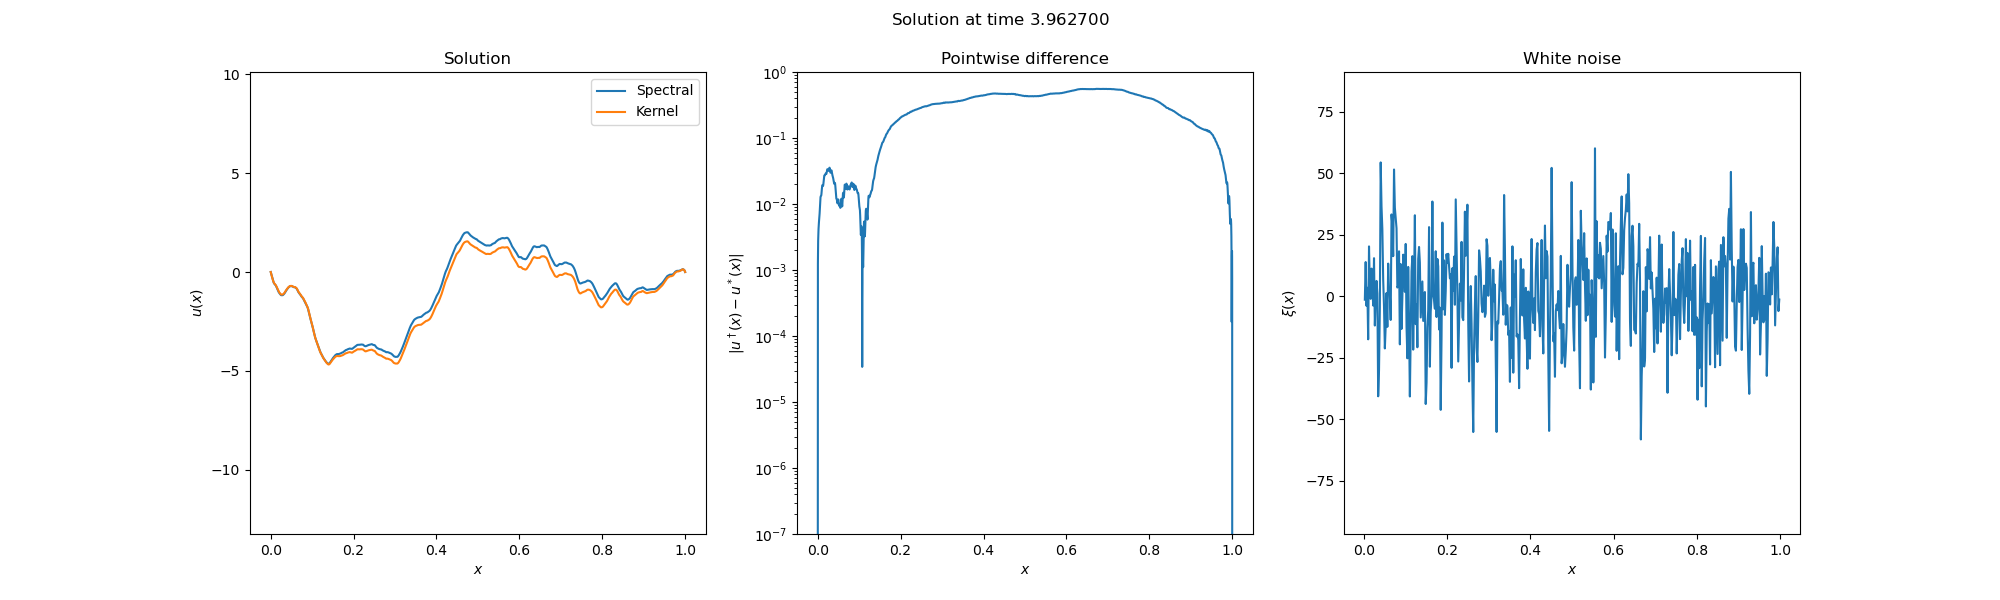 Solution at time 3.962700
Solution
10
5
0
−5
−10
u(x)
0.0 0.2 0.4 0.6 0.8 1.0
x
Spectral
Kernel
Pointwise difference
10⁰
10⁻¹
10⁻²
10⁻³
10⁻⁴
10⁻⁵
10⁻⁶
10⁻⁷
|u†(x) − u*(x)|
0.0 0.2 0.4 0.6 0.8 1.0
x
White noise
75
50
25
0
−25
−50
−75
ξ(x)
0.0 0.2 0.4 0.6 0.8 1.0
x